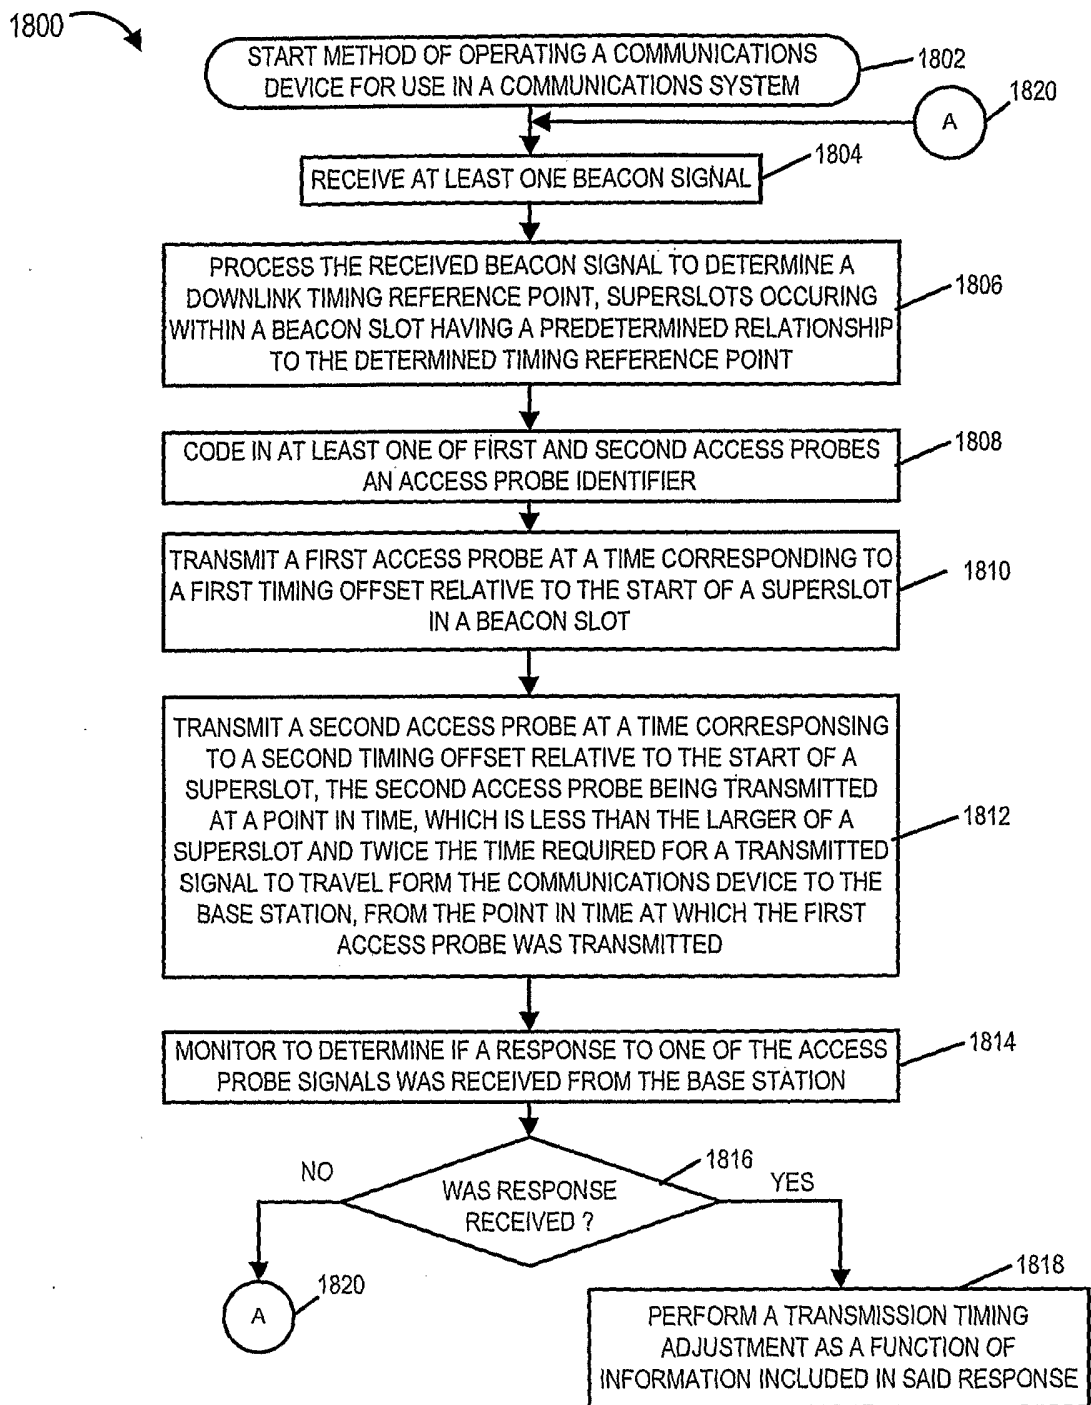 1800
START METHOD OF OPERATING A COMMUNICATIONS
DEVICE FOR USE IN A COMMUNICATIONS SYSTEM
1802
A
1820
RECEIVE AT LEAST ONE BEACON SIGNAL
1804
PROCESS THE RECEIVED BEACON SIGNAL TO DETERMINE A
DOWNLINK TIMING REFERENCE POINT, SUPERSLOTS OCCURING
WITHIN A BEACON SLOT HAVING A PREDETERMINED RELATIONSHIP
TO THE DETERMINED TIMING REFERENCE POINT
1806
CODE IN AT LEAST ONE OF FIRST AND SECOND ACCESS PROBES
AN ACCESS PROBE IDENTIFIER
1808
TRANSMIT A FIRST ACCESS PROBE AT A TIME CORRESPONDING TO
A FIRST TIMING OFFSET RELATIVE TO THE START OF A SUPERSLOT
IN A BEACON SLOT
1810
TRANSMIT A SECOND ACCESS PROBE AT A TIME CORRESPONSING
TO A SECOND TIMING OFFSET RELATIVE TO THE START OF A
SUPERSLOT, THE SECOND ACCESS PROBE BEING TRANSMITTED
AT A POINT IN TIME, WHICH IS LESS THAN THE LARGER OF A
SUPERSLOT AND TWICE THE TIME REQUIRED FOR A TRANSMITTED
SIGNAL TO TRAVEL FORM THE COMMUNICATIONS DEVICE TO THE
BASE STATION, FROM THE POINT IN TIME AT WHICH THE FIRST
ACCESS PROBE WAS TRANSMITTED
1812
MONITOR TO DETERMINE IF A RESPONSE TO ONE OF THE ACCESS
PROBE SIGNALS WAS RECEIVED FROM THE BASE STATION
1814
WAS RESPONSE
RECEIVED ?
1816
NO
YES
A
1820
PERFORM A TRANSMISSION TIMING
ADJUSTMENT AS A FUNCTION OF
INFORMATION INCLUDED IN SAID RESPONSE
1818